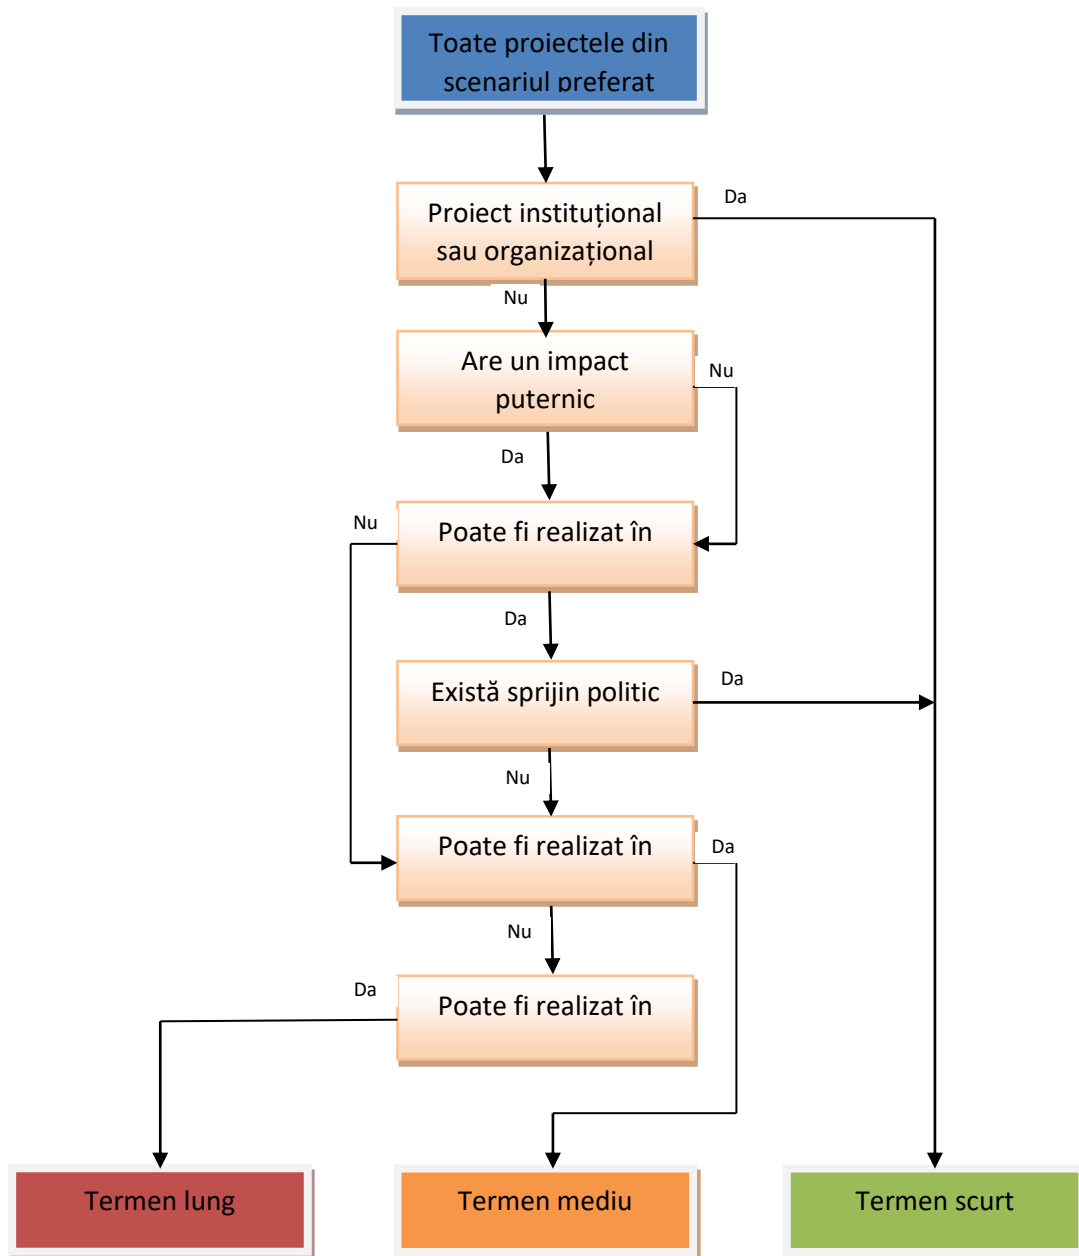 Toate proiectele din
scenariul preferat
Proiect instituțional
sau organizațional
Da
Nu
Are un impact
puternic
Nu
Da
Poate fi realizat în
Nu
Da
Există sprijin politic
Da
Nu
Poate fi realizat în
Da
Nu
Poate fi realizat în
Da
Termen lung
Termen mediu
Termen scurt